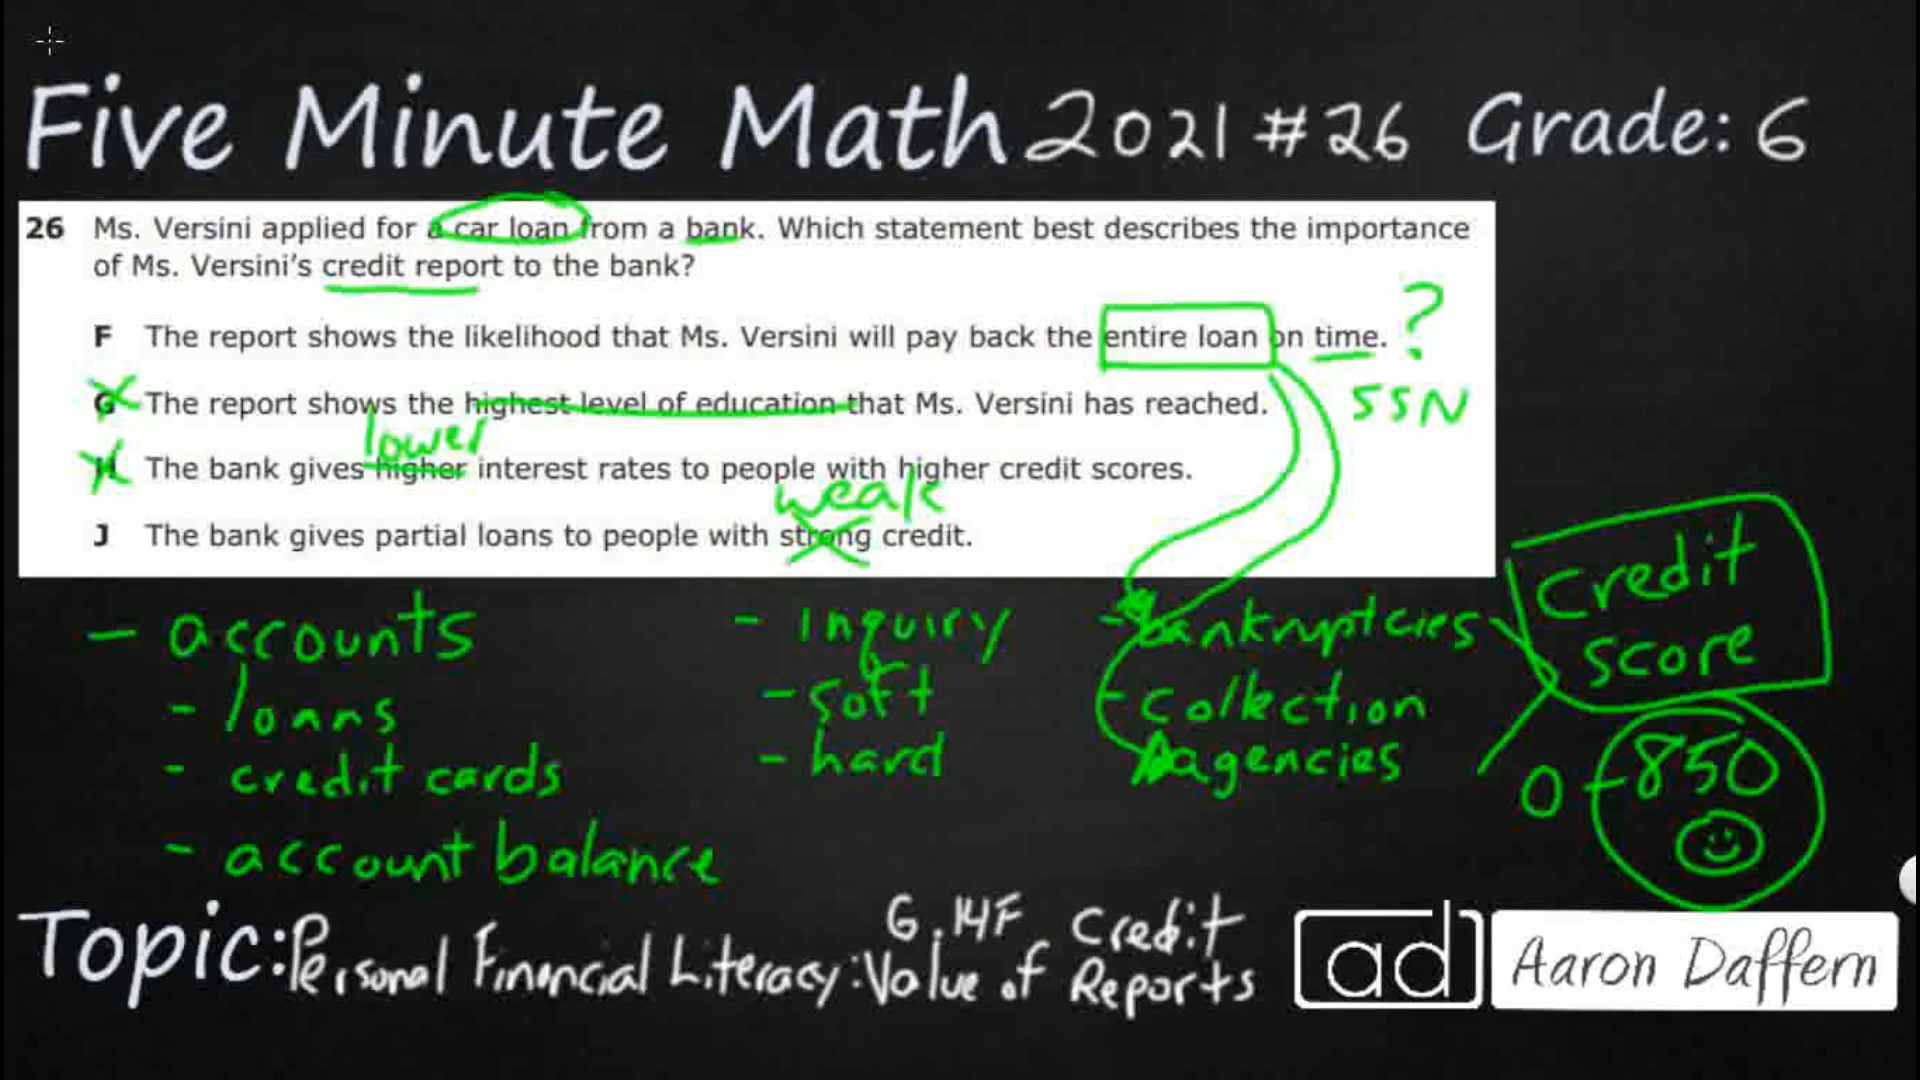 Five Minute Math 2021 #26 Grade: 6
26 Ms. Versini applied for a car loan from a bank. Which statement best describes the importance
of Ms. Versini's credit report to the bank?
F The report shows the likelihood that Ms. Versini will pay back the entire loan on time. ?
G The report shows the highest level of education that Ms. Versini has reached. SSN
lower
H The bank gives higher interest rates to people with higher credit scores.
weak
J The bank gives partial loans to people with strong credit.
- accounts
- loans
- credit cards
- account balance
- Inquiry
- soft
- hard
- bankruptcies
- Collection
agencies
Credit
score
0 - 850
Topic: Personal Financial Literacy: Value of Credit Reports
6.14F
ad Aaron Daffern